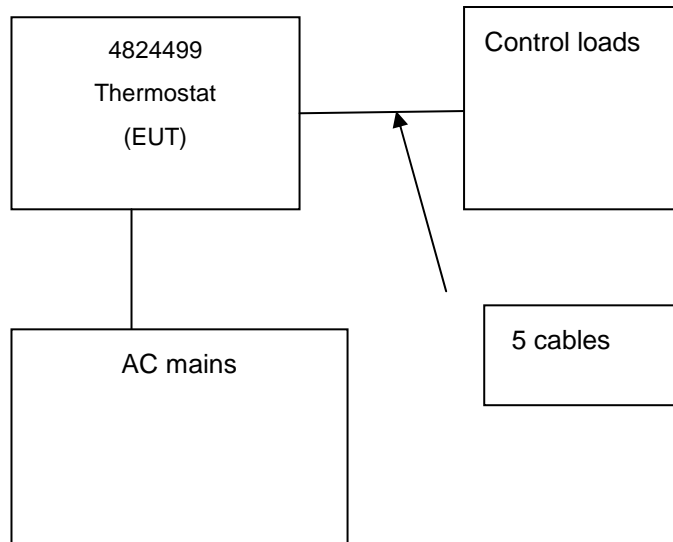 4824499
Thermostat
(EUT)
Control loads
5 cables
AC mains